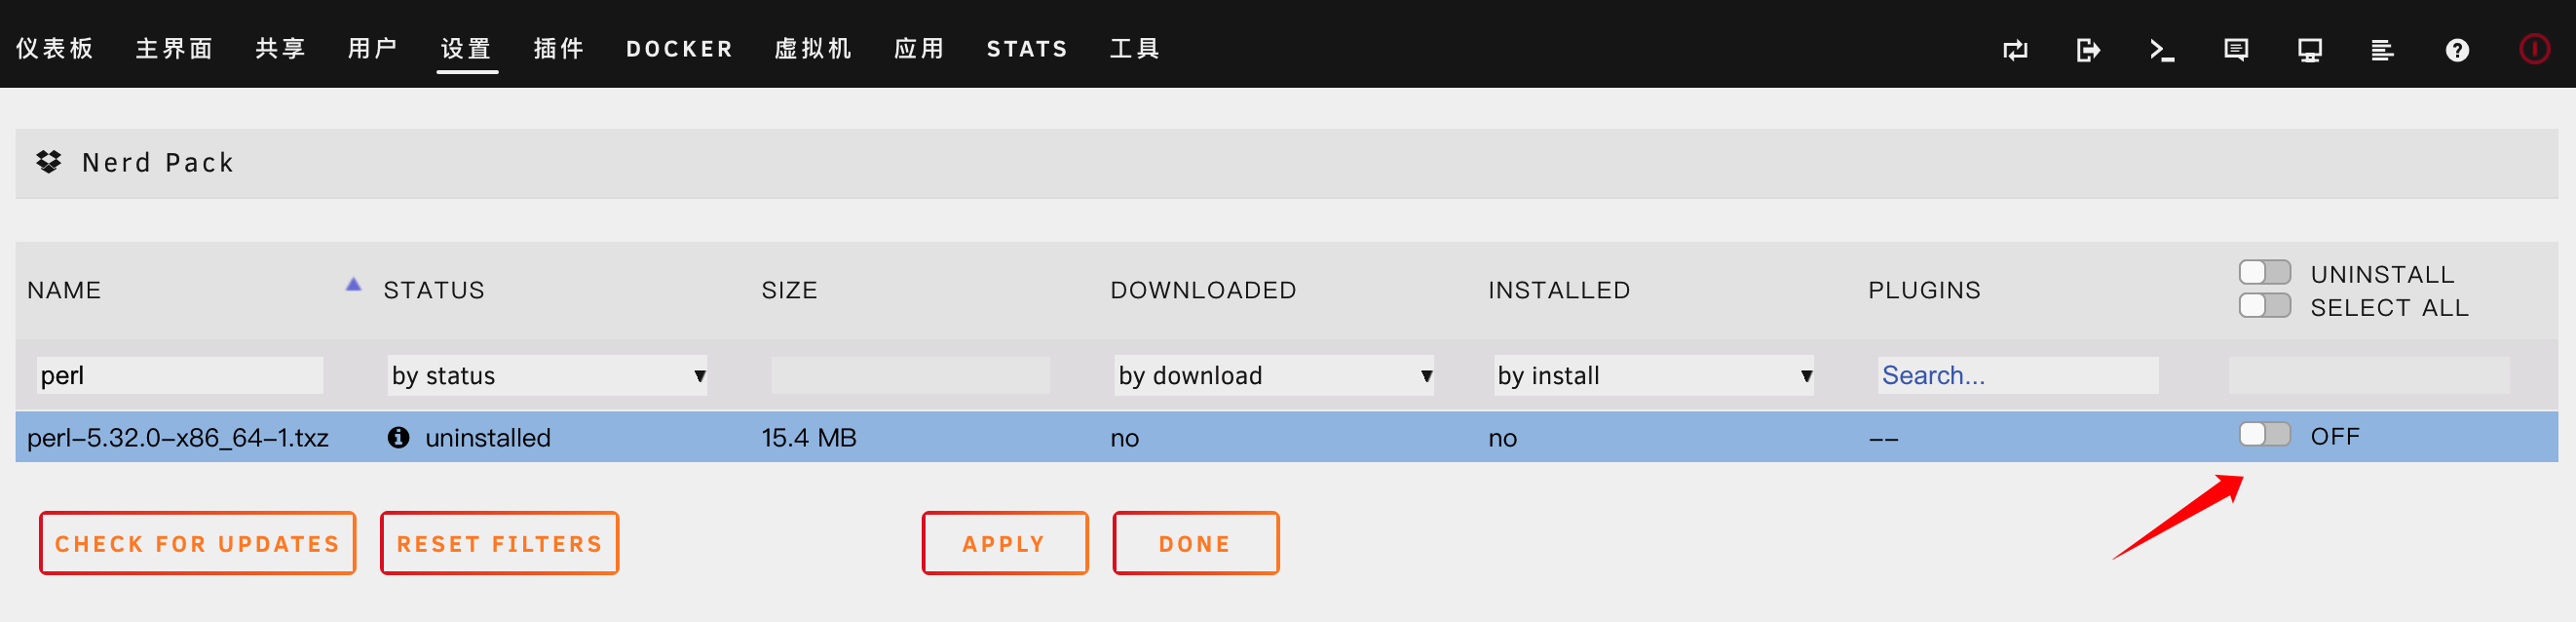 仪表板 主界面 共享 用户 设置 插件 DOCKER 虚拟机 应用 STATS 工具
Nerd Pack
NAME STATUS SIZE DOWNLOADED INSTALLED PLUGINS UNINSTALL
SELECT ALL
perl by status by download by install Search...
perl-5.32.0-x86_64-1.txz uninstalled 15.4 MB no no -- OFF
CHECK FOR UPDATES RESET FILTERS APPLY DONE